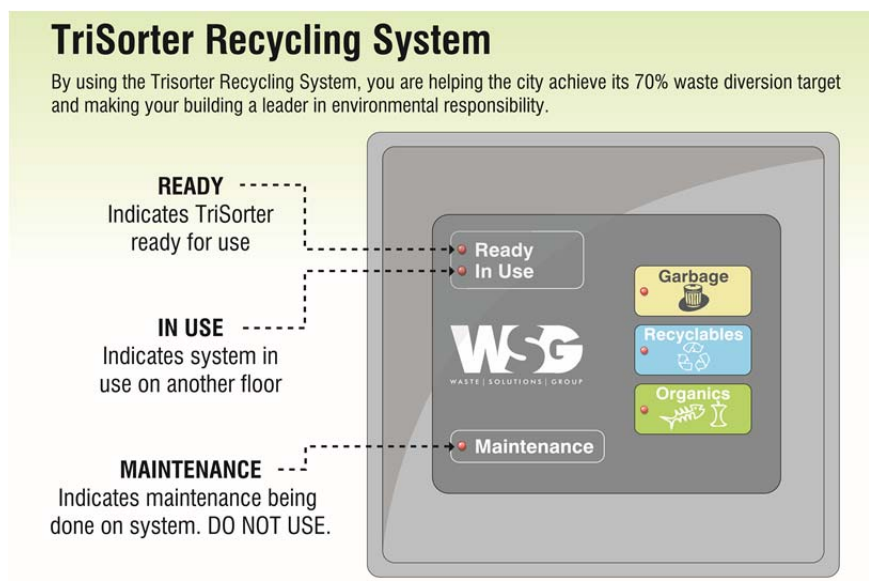 TriSorter Recycling System
By using the Trisorter Recycling System, you are helping the city achieve its 70% waste diversion target
and making your building a leader in environmental responsibility.
READY
Indicates TriSorter
ready for use
IN USE
Indicates system in
use on another floor
MAINTENANCE
Indicates maintenance being
done on system. DO NOT USE.
Ready
In Use
WSG
WASTE | SOLUTIONS | GROUP
Maintenance
Garbage
Recyclables
Organics